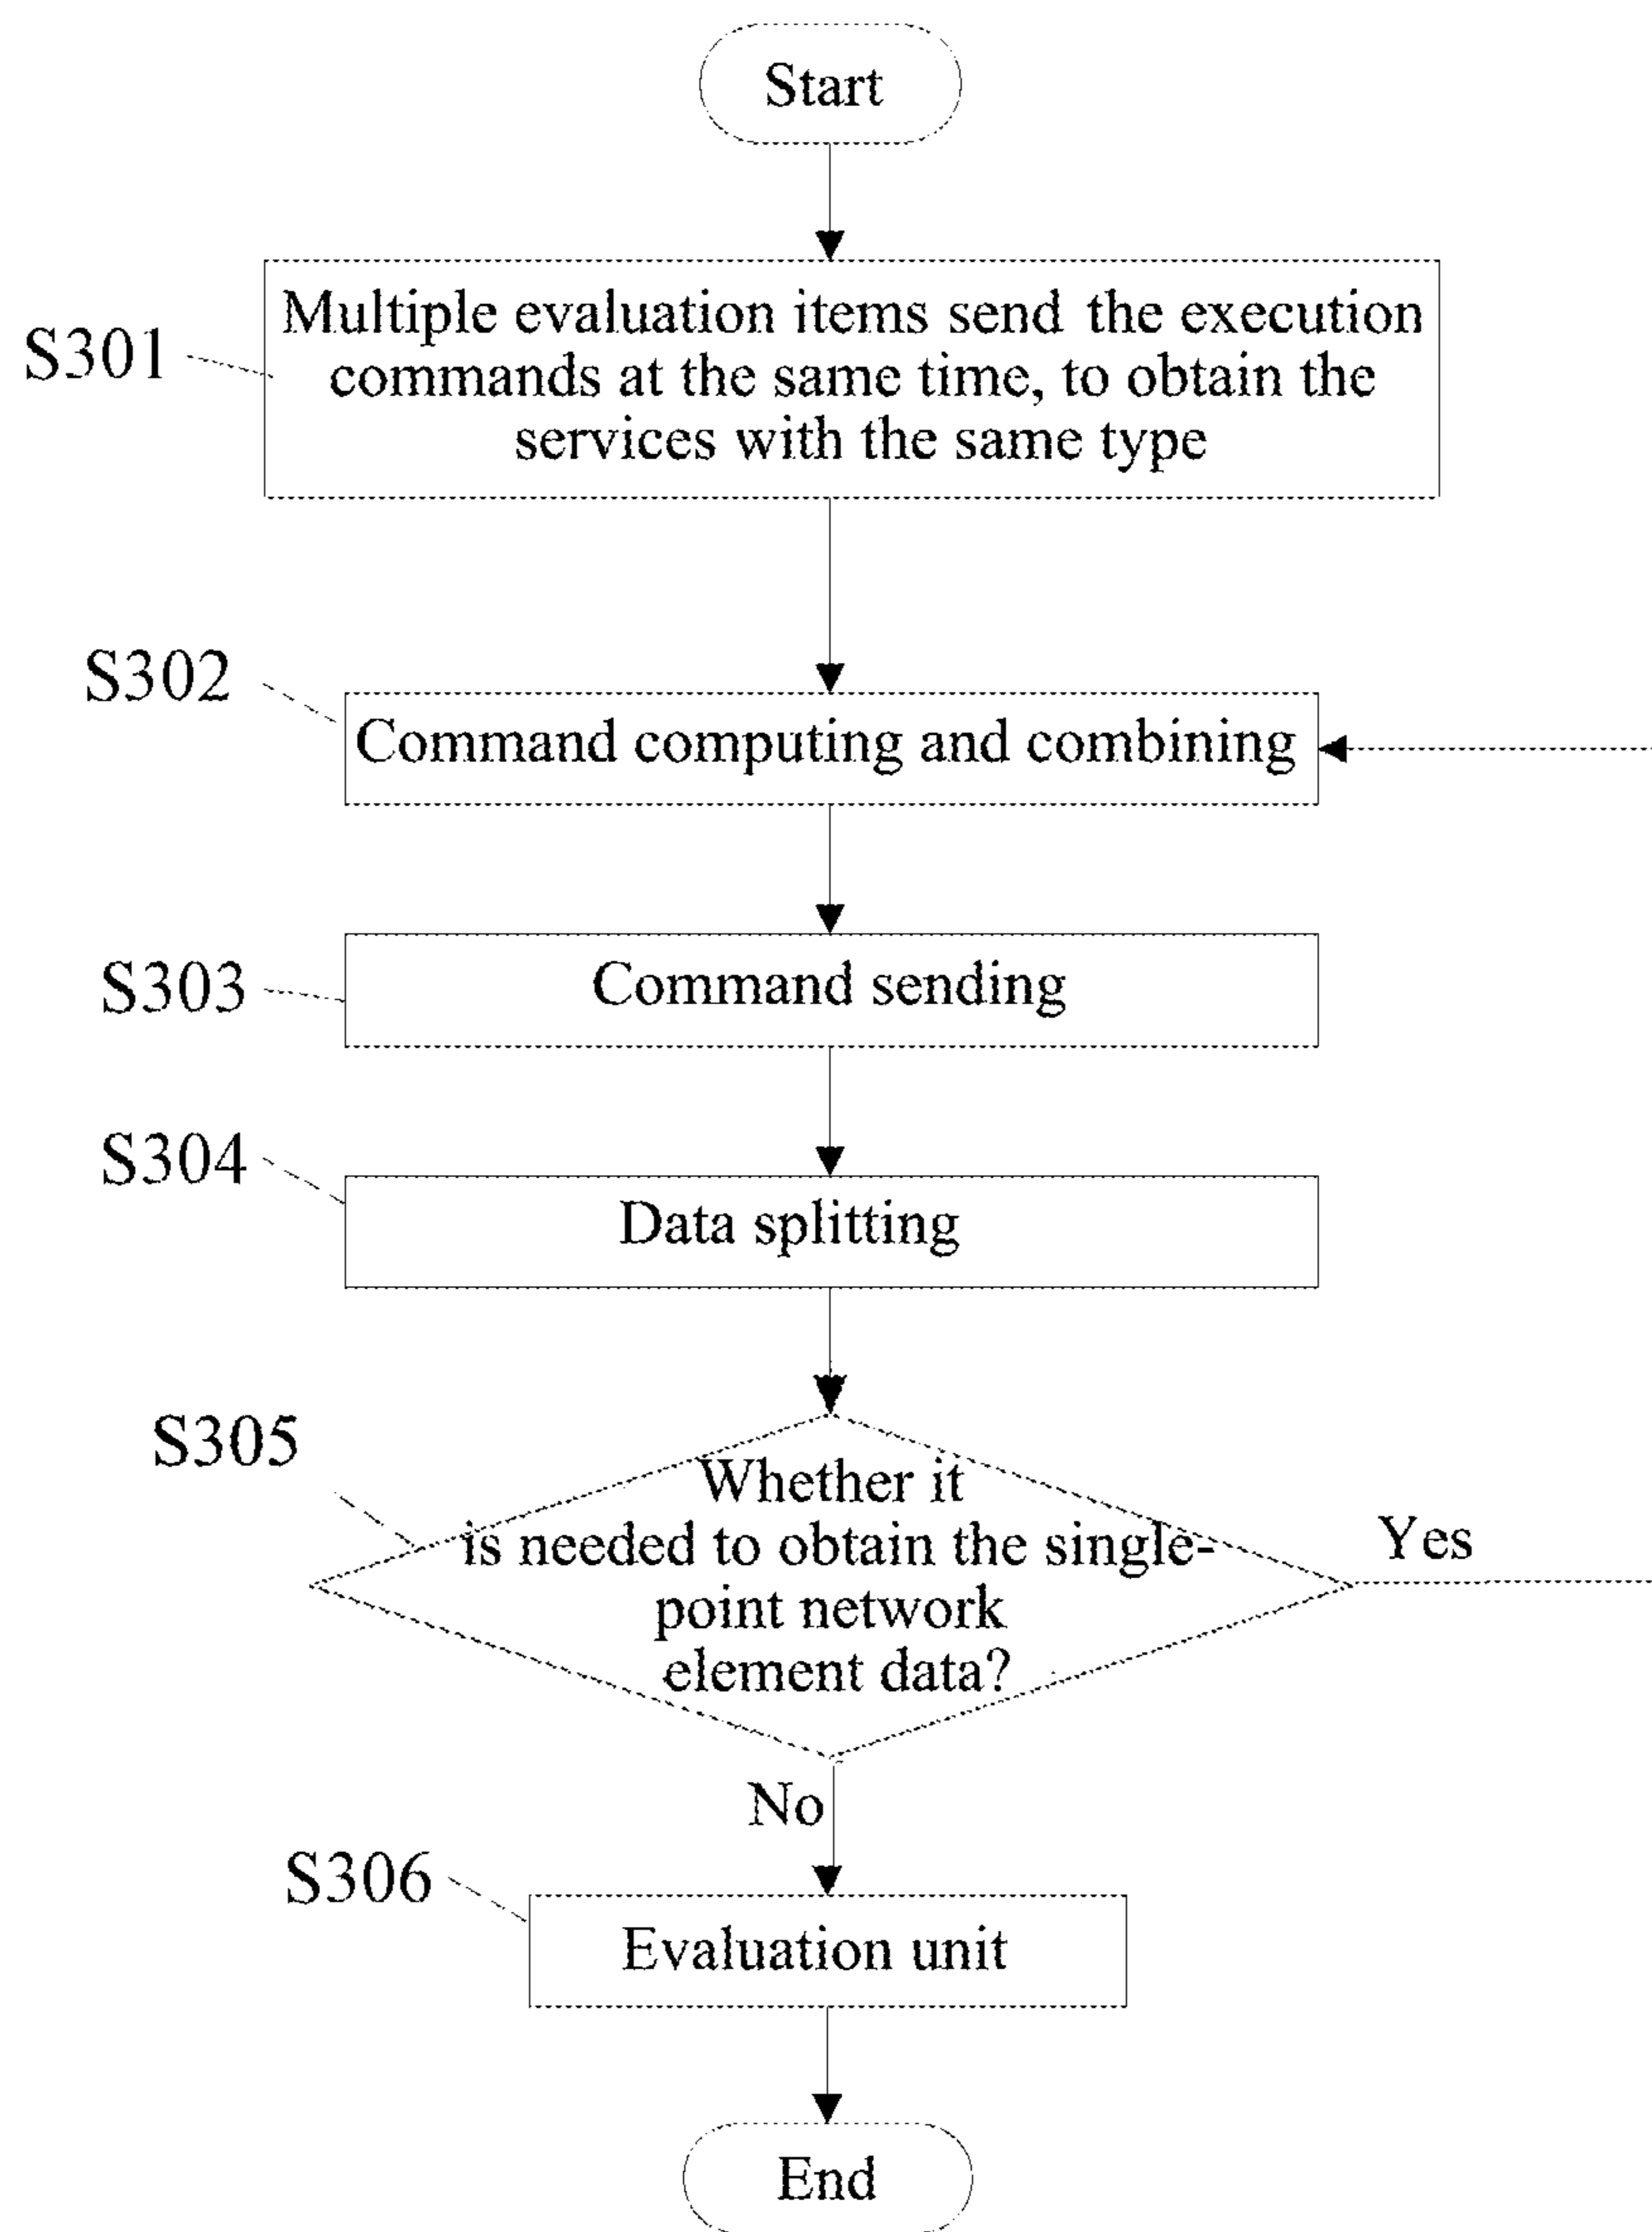 Start
S301
Multiple evaluation items send the execution
commands at the same time, to obtain the
services with the same type
S302
Command computing and combining
S303
Command sending
S304
Data splitting
S305
Whether it
is needed to obtain the single-
point network
element data?
Yes
No
S306
Evaluation unit
End